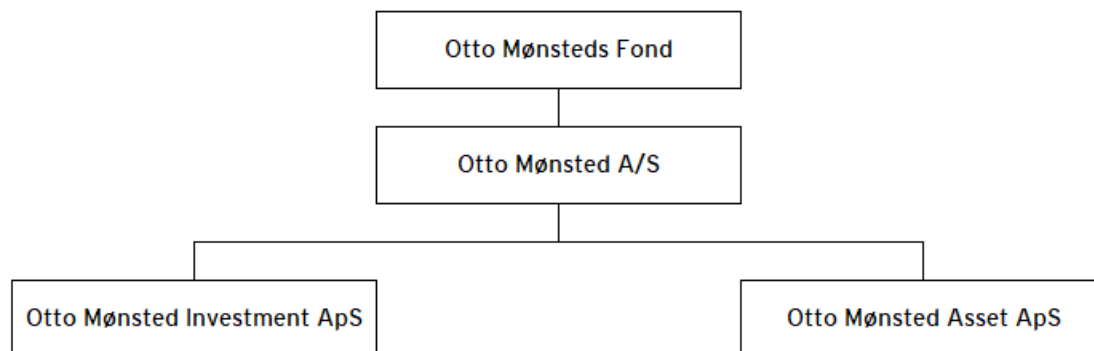 Otto Mønsteds Fond
Otto Mønsted A/S
Otto Mønsted Investment ApS
Otto Mønsted Asset ApS